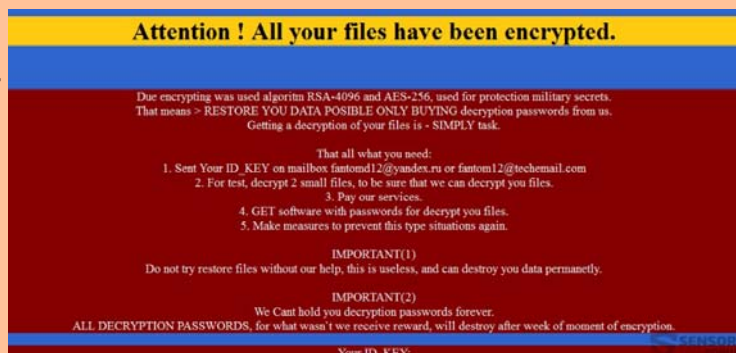 Attention ! All your files have been encrypted.
Due encrypting was used algoritm RSA-4096 and AES-256, used for protection military secrets.
That means > RESTORE YOU DATA POSIBLE ONLY BUYING decryption passwords from us.
Getting a decryption of your files is - SIMPLY task.
That all what you need:
1. Sent Your ID_KEY on mailbox fantomd12@yandex.ru or fantom12@techemail.com
2. For test, decrypt 2 small files, to be sure that we can decrypt you files.
3. Pay our services.
4. GET software with passwords for decrypt you files.
5. Make measures to prevent this type situations again.
IMPORTANT(1)
Do not try restore files without our help, this is useless, and can destroy you data permanetly.
IMPORTANT(2)
We Cant hold you decryption passwords forever.
ALL DECRYPTION PASSWORDS, for what wasn't we receive reward, will destroy after week of moment of encryption.
Your ID_KEY:
SENSOR